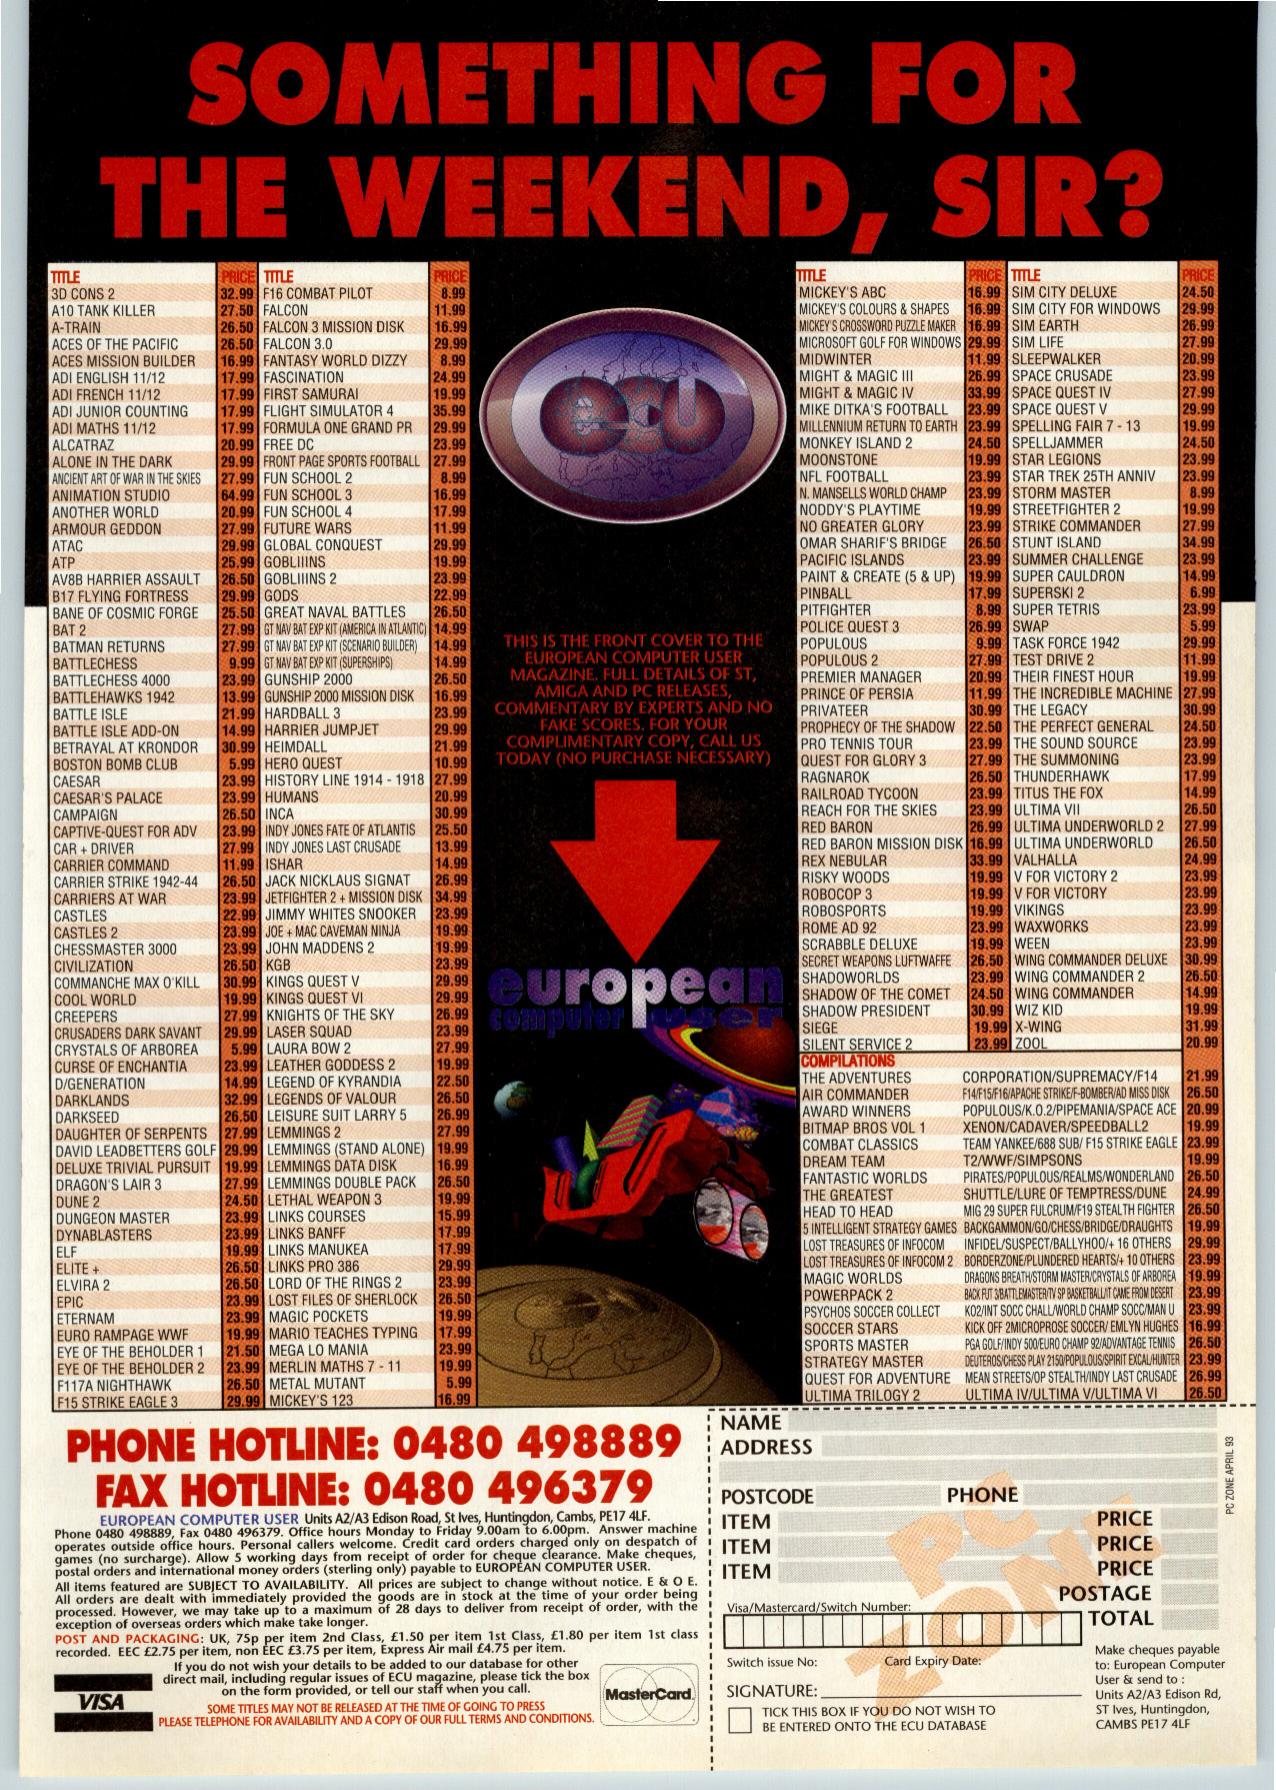 SOMETHING FOR
THE WEEKEND, SIR?
TITLE PRICE
3D CONS 2 32.99
A10 TANK KILLER 27.50
A-TRAIN 26.50
ACES OF THE PACIFIC 26.50
ACES MISSION BUILDER 16.99
ADI ENGLISH 11/12 17.99
ADI FRENCH 11/12 17.99
ADI JUNIOR COUNTING 17.99
ADI MATHS 11/12 17.99
ALCATRAZ 20.99
ALONE IN THE DARK 29.99
ANCIENT ART OF WAR IN THE SKIES 27.99
ANIMATION STUDIO 64.99
ANOTHER WORLD 20.99
ARMOUR GEDDON 27.99
ATAC 29.99
ATP 25.99
AV8B HARRIER ASSAULT 26.50
B17 FLYING FORTRESS 29.99
BANE OF COSMIC FORGE 25.50
BAT 2 27.99
BATMAN RETURNS 27.99
BATTLECHESS 9.99
BATTLECHESS 4000 23.99
BATTLEHAWKS 1942 13.99
BATTLE ISLE 21.99
BATTLE ISLE ADD-ON 14.99
BETRAYAL AT KRONDOR 30.99
BOSTON BOMB CLUB 5.99
CAESAR 23.99
CAESAR'S PALACE 23.99
CAMPAIGN 26.50
CAPTIVE-QUEST FOR ADV 23.99
CAR + DRIVER 27.99
CARRIER COMMAND 11.99
CARRIER STRIKE 1942-44 26.50
CARRIERS AT WAR 23.99
CASTLES 22.99
CASTLES 2 23.99
CHESSMASTER 3000 23.99
CIVILIZATION 26.50
COMMANCHE MAX O'KILL 30.99
COOL WORLD 19.99
CREEPERS 27.99
CRUSADERS DARK SAVANT 29.99
CRYSTALS OF ARBOREA 5.99
CURSE OF ENCHANTIA 23.99
D/GENERATION 14.99
DARKLANDS 32.99
DARKSEED 26.50
DAUGHTER OF SERPENTS 27.99
DAVID LEADBETTERS GOLF 29.99
DELUXE TRIVIAL PURSUIT 19.99
DRAGON'S LAIR 3 27.99
DUNE 2 24.50
DUNGEON MASTER 23.99
DYNABLASTERS 23.99
ELF 19.99
ELITE + 26.50
ELVIRA 2 26.50
EPIC 23.99
ETERNAM 23.99
EURO RAMPAGE WWF 19.99
EYE OF THE BEHOLDER 1 21.50
EYE OF THE BEHOLDER 2 23.99
F117A NIGHTHAWK 26.50
F15 STRIKE EAGLE 3 29.99
TITLE PRICE
F16 COMBAT PILOT 8.99
FALCON 11.99
FALCON 3 MISSION DISK 16.99
FALCON 3.0 29.99
FANTASY WORLD DIZZY 8.99
FASCINATION 24.99
FIRST SAMURAI 19.99
FLIGHT SIMULATOR 4 35.99
FORMULA ONE GRAND PR 29.99
FREE DC 23.99
FRONT PAGE SPORTS FOOTBALL 27.99
FUN SCHOOL 2 8.99
FUN SCHOOL 3 16.99
FUN SCHOOL 4 17.99
FUTURE WARS 11.99
GLOBAL CONQUEST 29.99
GOBLIIINS 19.99
GOBLIIINS 2 23.99
GODS 22.99
GREAT NAVAL BATTLES 26.50
GT NAV BAT EXP KIT (AMERICA IN ATLANTIC) 14.99
GT NAV BAT EXP KIT (SCENARIO BUILDER) 14.99
GT NAV BAT EXP KIT (SUPERSHIPS) 14.99
GUNSHIP 2000 26.50
GUNSHIP 2000 MISSION DISK 16.99
HARDBALL 3 23.99
HARRIER JUMPJET 29.99
HEIMDALL 21.99
HERO QUEST 10.99
HISTORY LINE 1914 - 1918 27.99
HUMANS 20.99
INCA 30.99
INDY JONES FATE OF ATLANTIS 25.50
INDY JONES LAST CRUSADE 13.99
ISHAR 14.99
JACK NICKLAUS SIGNAT 26.99
JETFIGHTER 2 + MISSION DISK 34.99
JIMMY WHITES SNOOKER 23.99
JOE + MAC CAVEMAN NINJA 19.99
JOHN MADDENS 2 19.99
KGB 23.99
KINGS QUEST V 29.99
KINGS QUEST VI 29.99
KNIGHTS OF THE SKY 26.99
LASER SQUAD 23.99
LAURA BOW 2 27.99
LEATHER GODDESS 2 19.99
LEGEND OF KYRANDIA 22.50
LEGENDS OF VALOUR 26.50
LEISURE SUIT LARRY 5 26.99
LEMMINGS 2 27.99
LEMMINGS (STAND ALONE) 19.99
LEMMINGS DATA DISK 16.99
LEMMINGS DOUBLE PACK 26.50
LETHAL WEAPON 3 19.99
LINKS COURSES 15.99
LINKS BANFF 17.99
LINKS MANUKEA 17.99
LINKS PRO 386 29.99
LORD OF THE RINGS 2 23.99
LOST FILES OF SHERLOCK 26.50
MAGIC POCKETS 19.99
MARIO TEACHES TYPING 17.99
MEGA LO MANIA 23.99
MERLIN MATHS 7 - 11 19.99
METAL MUTANT 5.99
MICKEY'S 123 16.99
ecu
THIS IS THE FRONT COVER TO THE
EUROPEAN COMPUTER USER
MAGAZINE. FULL DETAILS OF ST,
AMIGA AND PC RELEASES,
COMMENTARY BY EXPERTS AND NO
FAKE SCORES. FOR YOUR
COMPLIMENTARY COPY, CALL US
TODAY (NO PURCHASE NECESSARY)
european
computer user
TITLE PRICE
MICKEY'S ABC 16.99
MICKEY'S COLOURS & SHAPES 16.99
MICKEY'S CROSSWORD PUZZLE MAKER 16.99
MICROSOFT GOLF FOR WINDOWS 29.99
MIDWINTER 11.99
MIGHT & MAGIC III 26.99
MIGHT & MAGIC IV 33.99
MIKE DITKA'S FOOTBALL 23.99
MILLENNIUM RETURN TO EARTH 23.99
MONKEY ISLAND 2 24.50
MOONSTONE 19.99
NFL FOOTBALL 23.99
N. MANSELLS WORLD CHAMP 23.99
NODDY'S PLAYTIME 19.99
NO GREATER GLORY 23.99
OMAR SHARIF'S BRIDGE 26.50
PACIFIC ISLANDS 23.99
PAINT & CREATE (5 & UP) 19.99
PINBALL 17.99
PITFIGHTER 8.99
POLICE QUEST 3 26.99
POPULOUS 9.99
POPULOUS 2 27.99
PREMIER MANAGER 20.99
PRINCE OF PERSIA 11.99
PRIVATEER 30.99
PROPHECY OF THE SHADOW 22.50
PRO TENNIS TOUR 23.99
QUEST FOR GLORY 3 27.99
RAGNAROK 26.50
RAILROAD TYCOON 23.99
REACH FOR THE SKIES 23.99
RED BARON 26.99
RED BARON MISSION DISK 16.99
REX NEBULAR 33.99
RISKY WOODS 19.99
ROBOCOP 3 19.99
ROBOSPORTS 19.99
ROME AD 92 23.99
SCRABBLE DELUXE 19.99
SECRET WEAPONS LUFTWAFFE 26.50
SHADOWORLDS 23.99
SHADOW OF THE COMET 24.50
SHADOW PRESIDENT 30.99
SIEGE 19.99
SILENT SERVICE 2 23.99
TITLE PRICE
SIM CITY DELUXE 24.50
SIM CITY FOR WINDOWS 29.99
SIM EARTH 26.99
SIM LIFE 27.99
SLEEPWALKER 20.99
SPACE CRUSADE 23.99
SPACE QUEST IV 27.99
SPACE QUEST V 29.99
SPELLING FAIR 7 - 13 19.99
SPELLJAMMER 24.50
STAR LEGIONS 23.99
STAR TREK 25TH ANNIV 23.99
STORM MASTER 8.99
STREETFIGHTER 2 19.99
STRIKE COMMANDER 27.99
STUNT ISLAND 34.99
SUMMER CHALLENGE 23.99
SUPER CAULDRON 14.99
SUPERSKI 2 6.99
SUPER TETRIS 23.99
SWAP 5.99
TASK FORCE 1942 29.99
TEST DRIVE 2 11.99
THEIR FINEST HOUR 19.99
THE INCREDIBLE MACHINE 27.99
THE LEGACY 30.99
THE PERFECT GENERAL 24.50
THE SOUND SOURCE 23.99
THE SUMMONING 23.99
THUNDERHAWK 17.99
TITUS THE FOX 14.99
ULTIMA VII 26.50
ULTIMA UNDERWORLD 2 27.99
ULTIMA UNDERWORLD 26.50
VALHALLA 24.99
V FOR VICTORY 2 23.99
V FOR VICTORY 23.99
VIKINGS 23.99
WAXWORKS 23.99
WEEN 23.99
WING COMMANDER DELUXE 30.99
WING COMMANDER 2 26.50
WING COMMANDER 14.99
WIZ KID 19.99
X-WING 31.99
ZOOL 20.99
COMPILATIONS
THE ADVENTURES CORPORATION/SUPREMACY/F14 21.99
AIR COMMANDER F14/F15/F16/APACHE STRIKE/F-BOMBER/AD MISS DISK 26.50
AWARD WINNERS POPULOUS/K.O.2/PIPEMANIA/SPACE ACE 20.99
BITMAP BROS VOL 1 XENON/CADAVER/SPEEDBALL2 19.99
COMBAT CLASSICS TEAM YANKEE/688 SUB/ F15 STRIKE EAGLE 23.99
DREAM TEAM T2/WWF/SIMPSONS 19.99
FANTASTIC WORLDS PIRATES/POPULOUS/REALMS/WONDERLAND 26.50
THE GREATEST SHUTTLE/LURE OF TEMPTRESS/DUNE 24.99
HEAD TO HEAD MIG 29 SUPER FULCRUM/F19 STEALTH FIGHTER 26.50
5 INTELLIGENT STRATEGY GAMES BACKGAMMON/GO/CHESS/BRIDGE/DRAUGHTS 19.99
LOST TREASURES OF INFOCOM INFIDEL/SUSPECT/BALLYHOO/+ 16 OTHERS 29.99
LOST TREASURES OF INFOCOM 2 BORDERZONE/PLUNDERED HEARTS/+ 10 OTHERS 23.99
MAGIC WORLDS DRAGONS BREATH/STORM MASTER/CRYSTALS OF ARBOREA 19.99
POWERPACK 2 BACK FUT 3/BATTLEMASTER/TV SP BASKETBALL/IT CAME FROM DESERT 23.99
PSYCHOS SOCCER COLLECT KO2/INT SOCC CHALL/WORLD CHAMP SOCC/MAN U 23.99
SOCCER STARS KICK OFF 2MICROPROSE SOCCER/ EMLYN HUGHES 16.99
SPORTS MASTER PGA GOLF/INDY 500/EURO CHAMP 92/ADVANTAGE TENNIS 26.50
STRATEGY MASTER DEUTEROS/CHESS PLAY 2150/POPULOUS/SPIRIT EXCAL/HUNTER 23.99
QUEST FOR ADVENTURE MEAN STREETS/OP STEALTH/INDY LAST CRUSADE 26.99
ULTIMA TRILOGY 2 ULTIMA IV/ULTIMA V/ULTIMA VI 26.50
PHONE HOTLINE: 0480 498889
FAX HOTLINE: 0480 496379
EUROPEAN COMPUTER USER Units A2/A3 Edison Road, St Ives, Huntingdon, Cambs, PE17 4LF.
Phone 0480 498889, Fax 0480 496379. Office hours Monday to Friday 9.00am to 6.00pm. Answer machine
operates outside office hours. Personal callers welcome. Credit card orders charged only on despatch of
games (no surcharge). Allow 5 working days from receipt of order for cheque clearance. Make cheques,
postal orders and international money orders (sterling only) payable to EUROPEAN COMPUTER USER.
All items featured are SUBJECT TO AVAILABILITY. All prices are subject to change without notice. E & O E.
All orders are dealt with immediately provided the goods are in stock at the time of your order being
processed. However, we may take up to a maximum of 28 days to deliver from receipt of order, with the
exception of overseas orders which make take longer.
POST AND PACKAGING: UK, 75p per item 2nd Class, £1.50 per item 1st Class, £1.80 per item 1st class
recorded. EEC £2.75 per item, non EEC £3.75 per item, Express Air mail £4.75 per item.
If you do not wish your details to be added to our database for other
direct mail, including regular issues of ECU magazine, please tick the box
on the form provided, or tell our staff when you call.
VISA
MasterCard
SOME TITLES MAY NOT BE RELEASED AT THE TIME OF GOING TO PRESS
PLEASE TELEPHONE FOR AVAILABILITY AND A COPY OF OUR FULL TERMS AND CONDITIONS.
NAME
ADDRESS
POSTCODE PHONE
ITEM PRICE
ITEM PRICE
ITEM PRICE
POSTAGE
TOTAL
PC
ZONE
Visa/Mastercard/Switch Number:
Switch issue No: Card Expiry Date:
SIGNATURE:
TICK THIS BOX IF YOU DO NOT WISH TO
BE ENTERED ONTO THE ECU DATABASE
Make cheques payable
to: European Computer
User & send to :
Units A2/A3 Edison Rd,
ST Ives, Huntingdon,
CAMBS PE17 4LF
PC ZONE APRIL 93